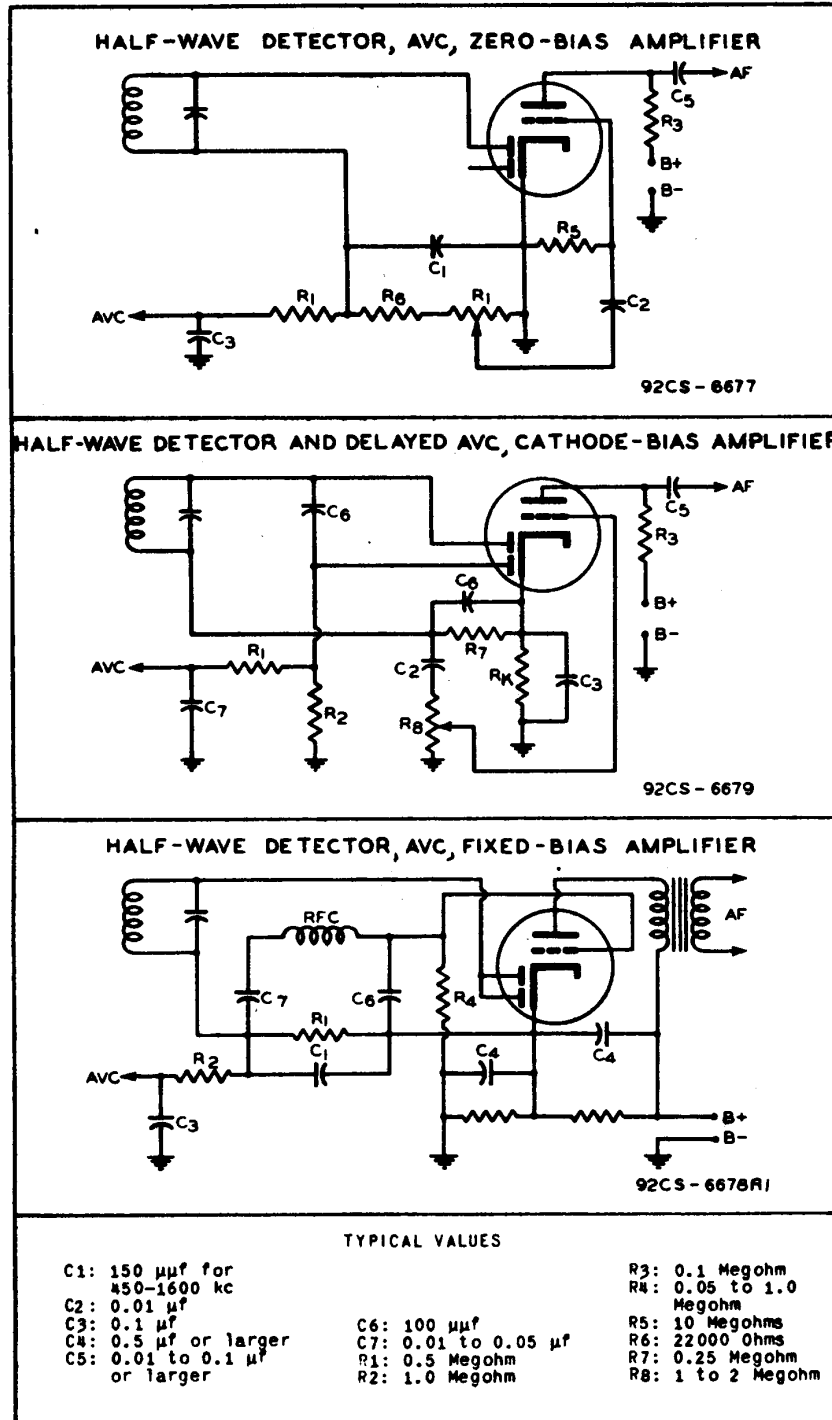 HALF-WAVE DETECTOR, AVC, ZERO-BIAS AMPLIFIER
C5
AF
R3
B+
B-
R5
C1
C2
R1
R6
R1
AVC
C3
92CS-6677
HALF-WAVE DETECTOR AND DELAYED AVC, CATHODE-BIAS AMPLIFIER
C5
AF
C6
R3
C6
B+
B-
R7
R1
AVC
C2
RK
C3
C7
R2
R8
92CS-6679
HALF-WAVE DETECTOR, AVC, FIXED-BIAS AMPLIFIER
RFC
AF
C7
C6
R4
R1
C4
C1
R2
C4
AVC
B+
C3
B-
92CS-6678R1
TYPICAL VALUES
C1: 150 µµf for
450-1600 kc
C2: 0.01 µf
C3: 0.1 µf
C4: 0.5 µf or larger
C5: 0.01 to 0.1 µf
or larger
C6: 100 µµf
C7: 0.01 to 0.05 µf
R1: 0.5 Megohm
R2: 1.0 Megohm
R3: 0.1 Megohm
R4: 0.05 to 1.0
Megohm
R5: 10 Megohms
R6: 22000 Ohms
R7: 0.25 Megohm
R8: 1 to 2 Megohm